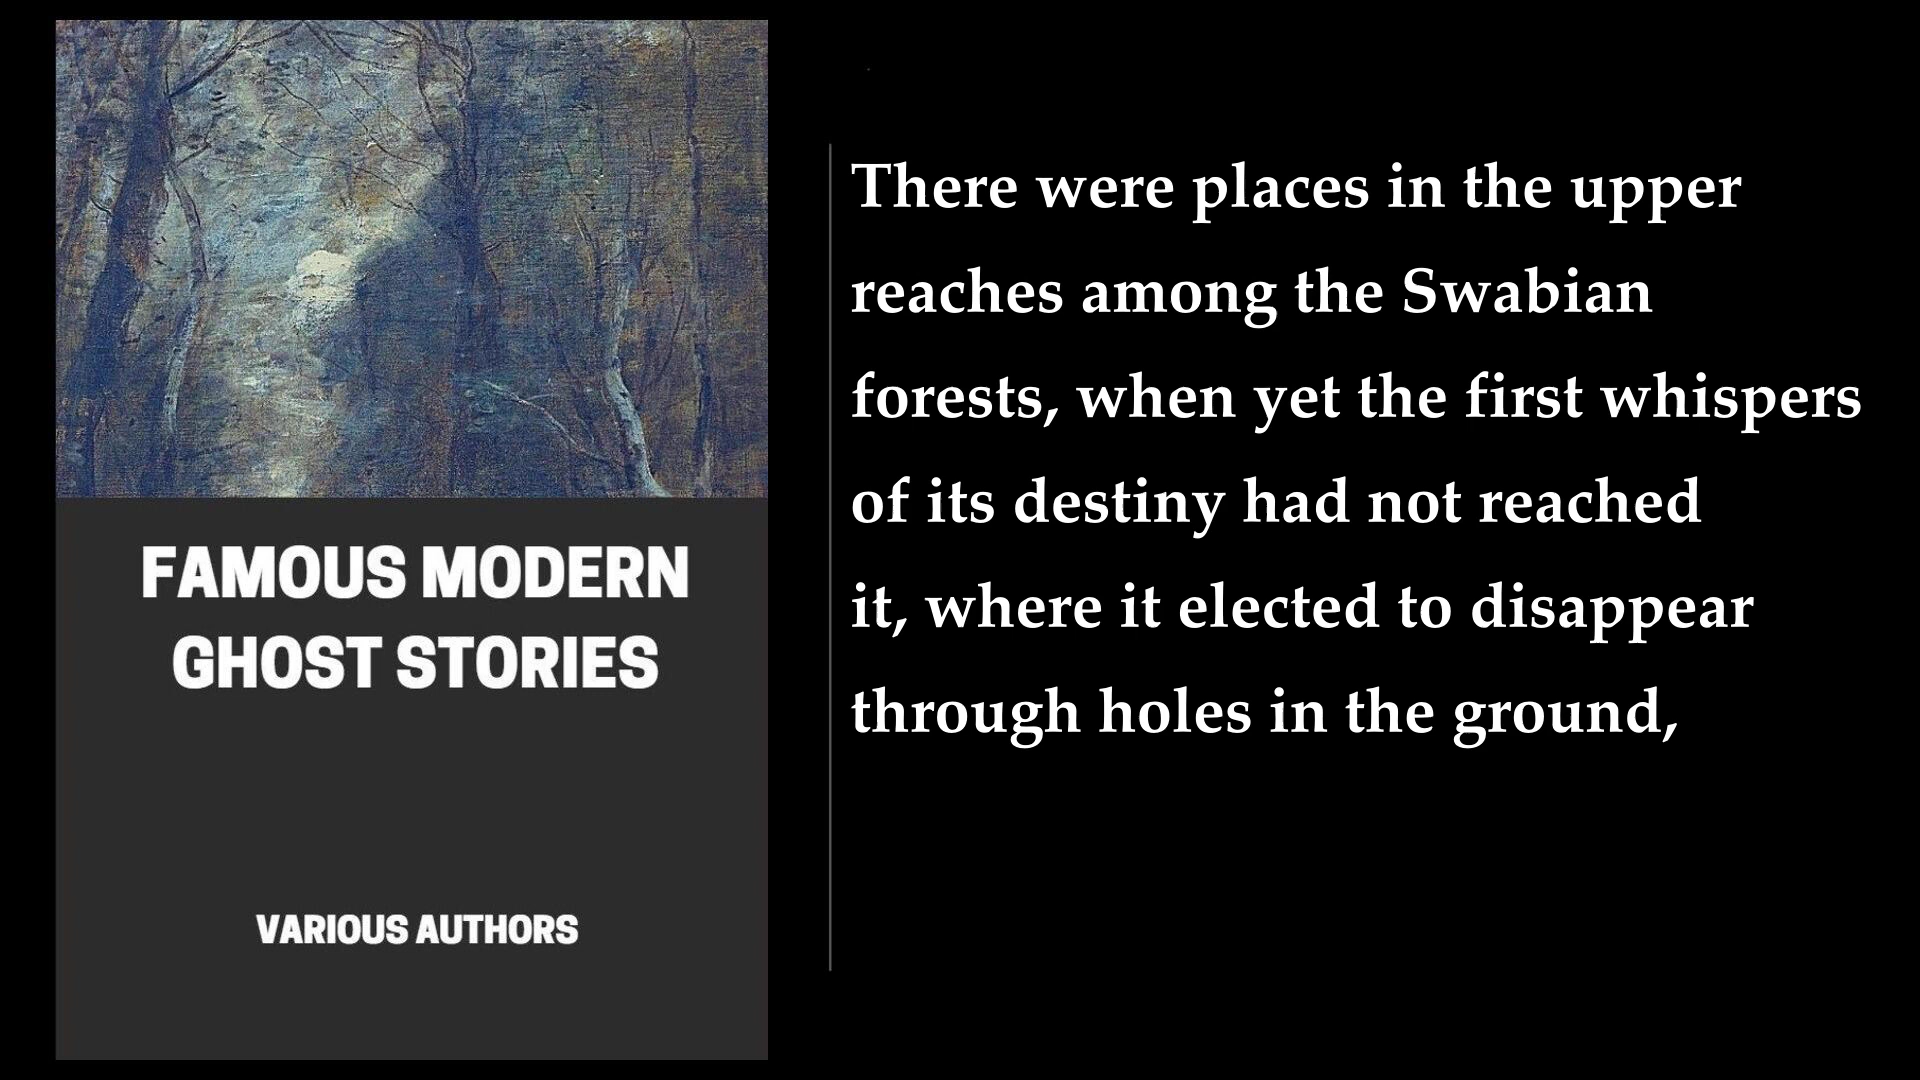 FAMOUS MODERN
GHOST STORIES
VARIOUS AUTHORS
There were places in the upper
reaches among the Swabian
forests, when yet the first whispers
of its destiny had not reached
it, where it elected to disappear
through holes in the ground,